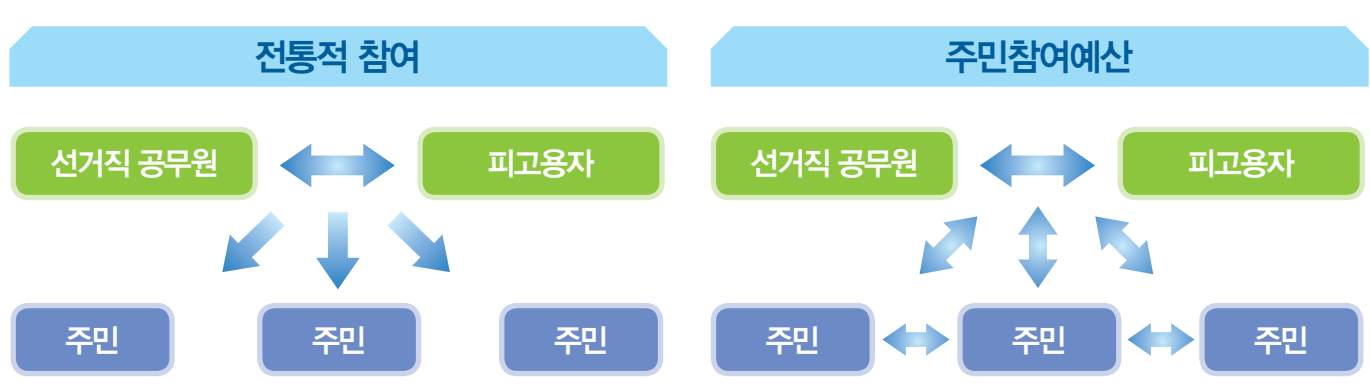 전통적 참여
선거직 공무원 피고용자
주민 주민 주민
주민참여예산
선거직 공무원 피고용자
주민 주민 주민